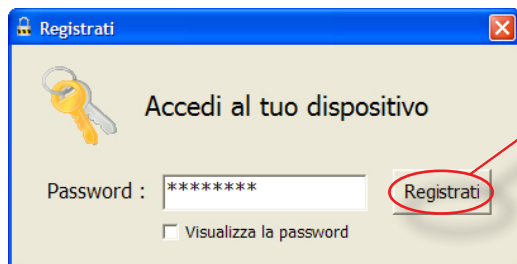 Registrati
Accedi al tuo dispositivo
Password : ******** Registrati
Visualizza la password